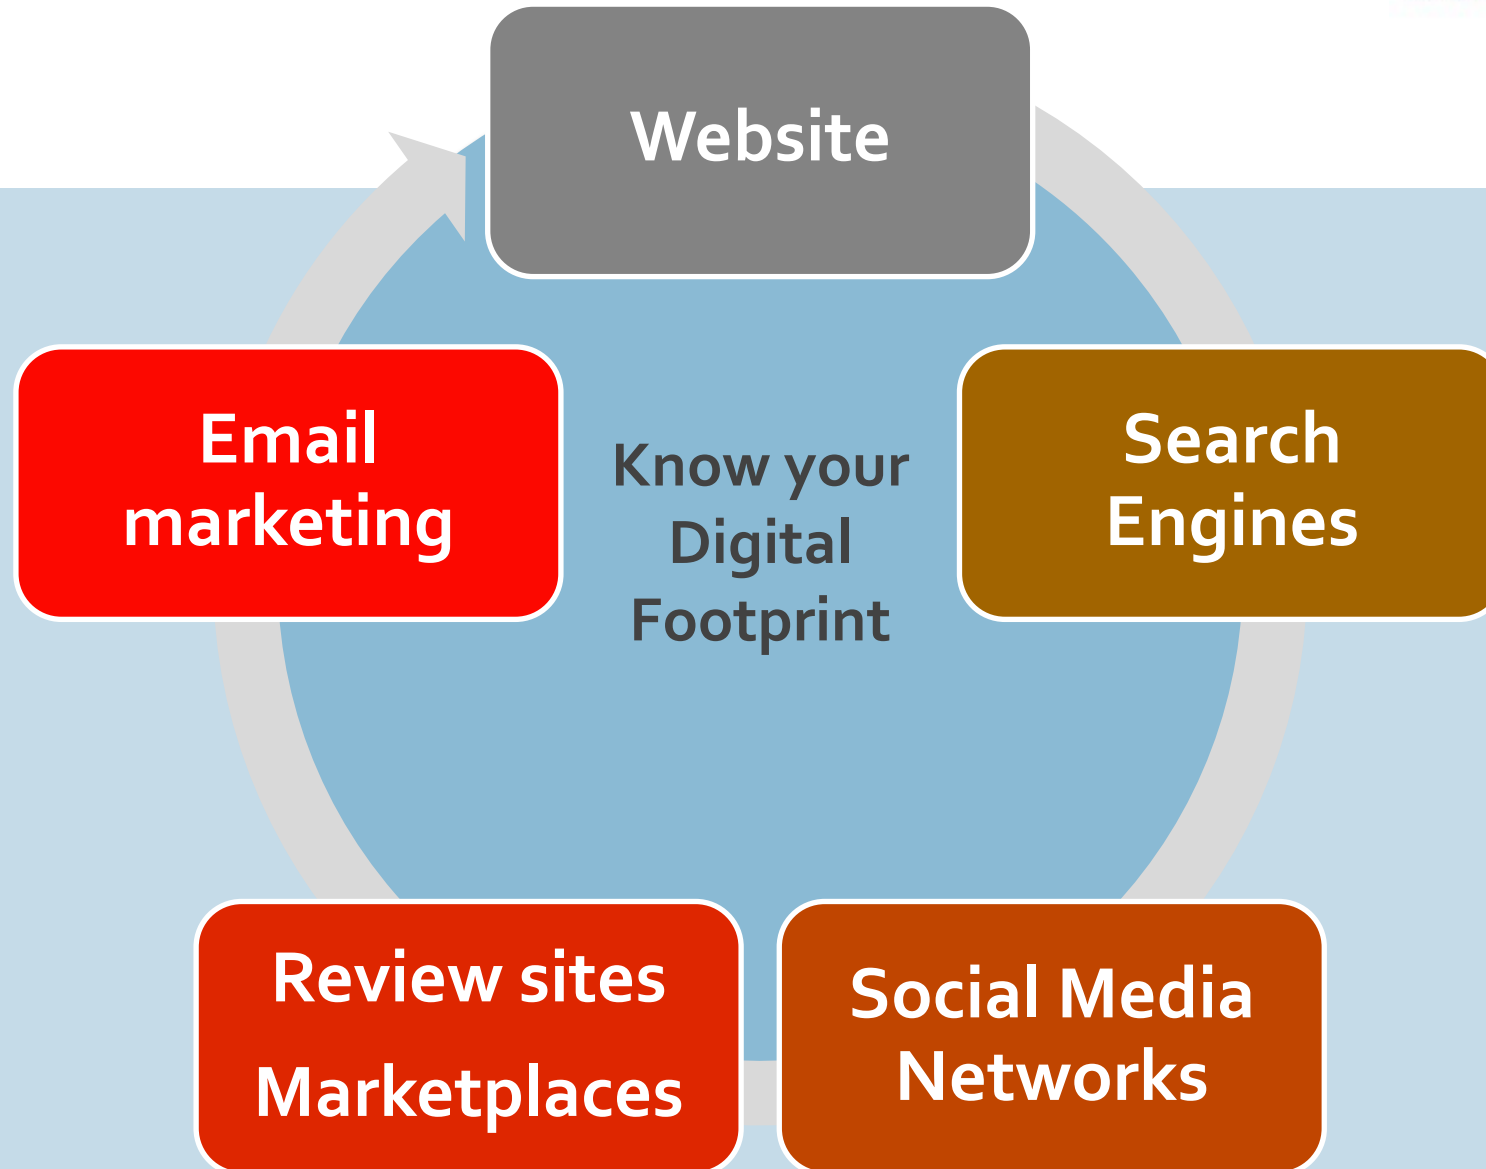 Website
Email
marketing
Know your
Digital
Footprint
Search
Engines
Review sites
Marketplaces
Social Media
Networks